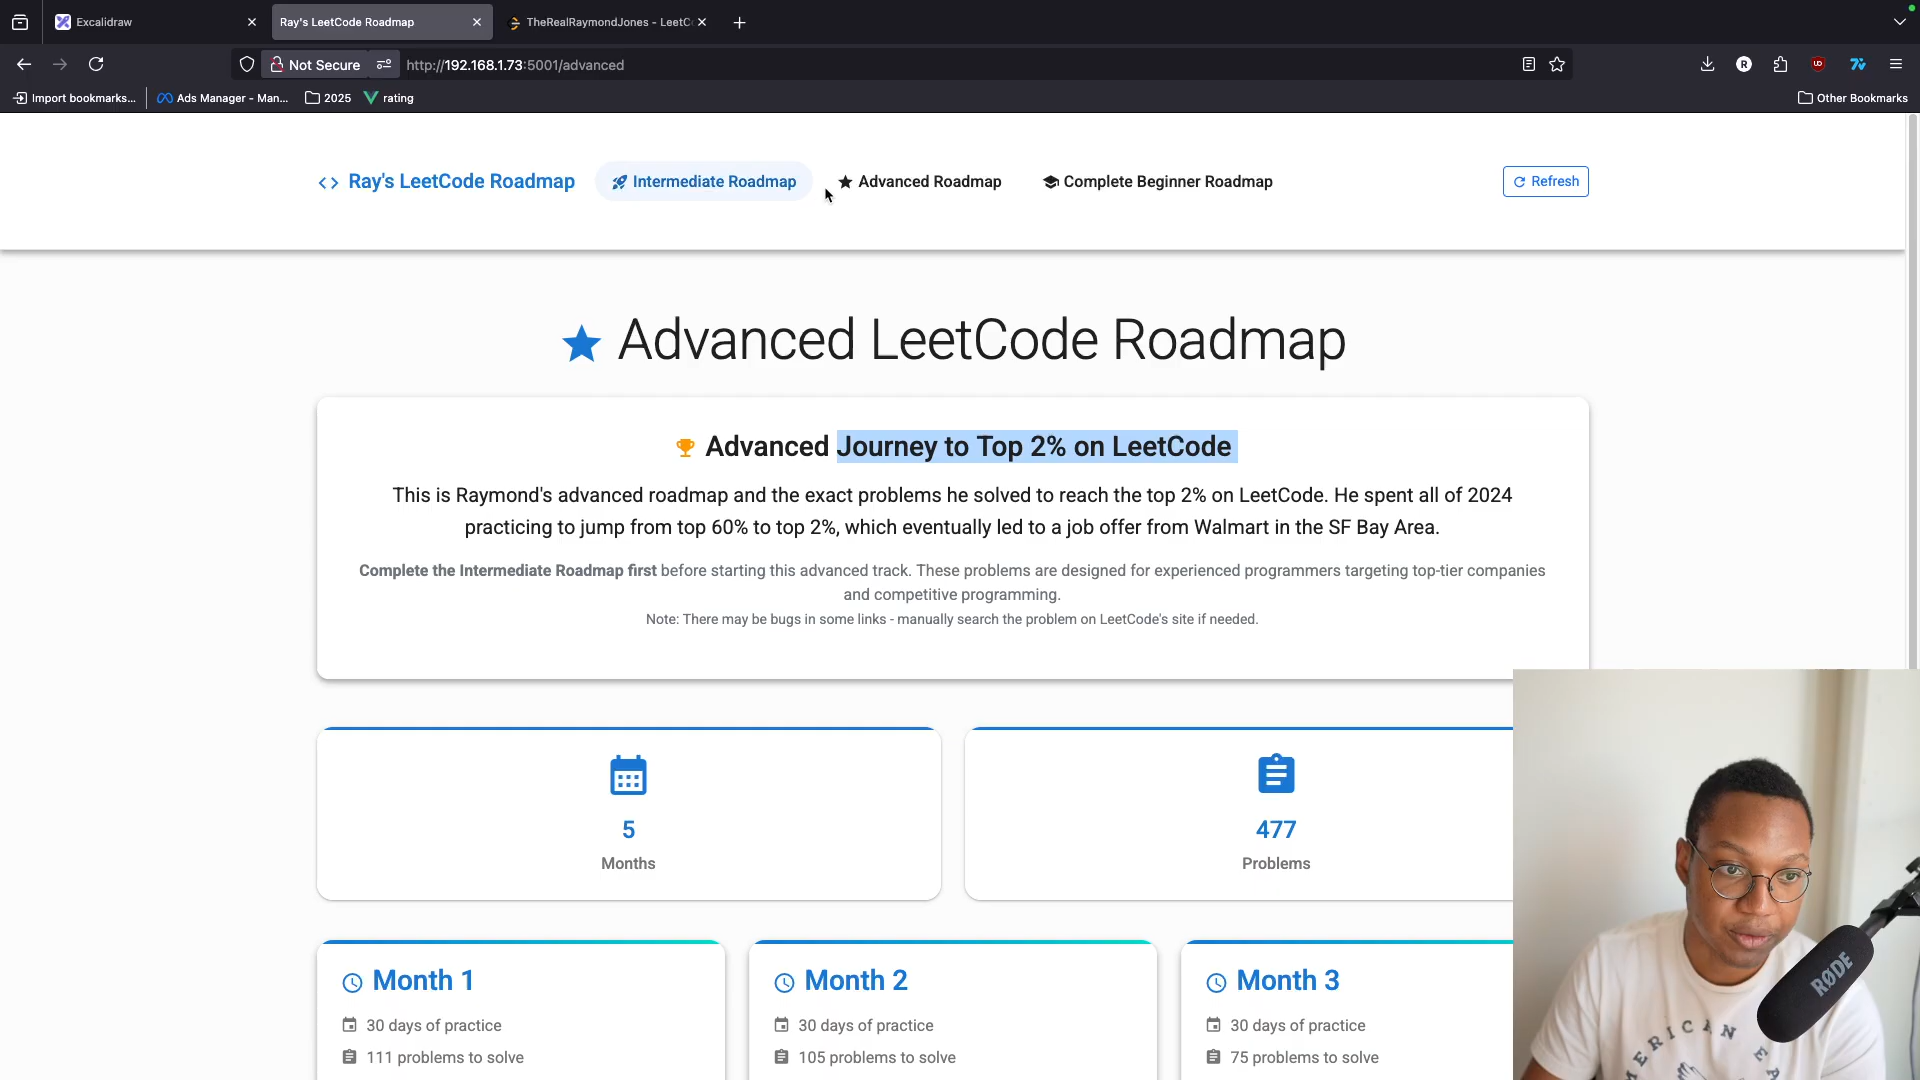 Excalidraw
Ray's LeetCode Roadmap
TheRealRaymondJones - LeetC
Not Secure
http://192.168.1.73:5001/advanced
R
Import bookmarks...
Ads Manager - Man...
2025
rating
Other Bookmarks
Ray's LeetCode Roadmap
Intermediate Roadmap
Advanced Roadmap
Complete Beginner Roadmap
Refresh
Advanced LeetCode Roadmap
Advanced Journey to Top 2% on LeetCode
This is Raymond's advanced roadmap and the exact problems he solved to reach the top 2% on LeetCode. He spent all of 2024
practicing to jump from top 60% to top 2%, which eventually led to a job offer from Walmart in the SF Bay Area.
Complete the Intermediate Roadmap first before starting this advanced track. These problems are designed for experienced programmers targeting top-tier companies
and competitive programming.
Note: There may be bugs in some links - manually search the problem on LeetCode's site if needed.
5
Months
477
Problems
Month 1
30 days of practice
111 problems to solve
Month 2
30 days of practice
105 problems to solve
Month 3
30 days of practice
75 problems to solve
RØDE